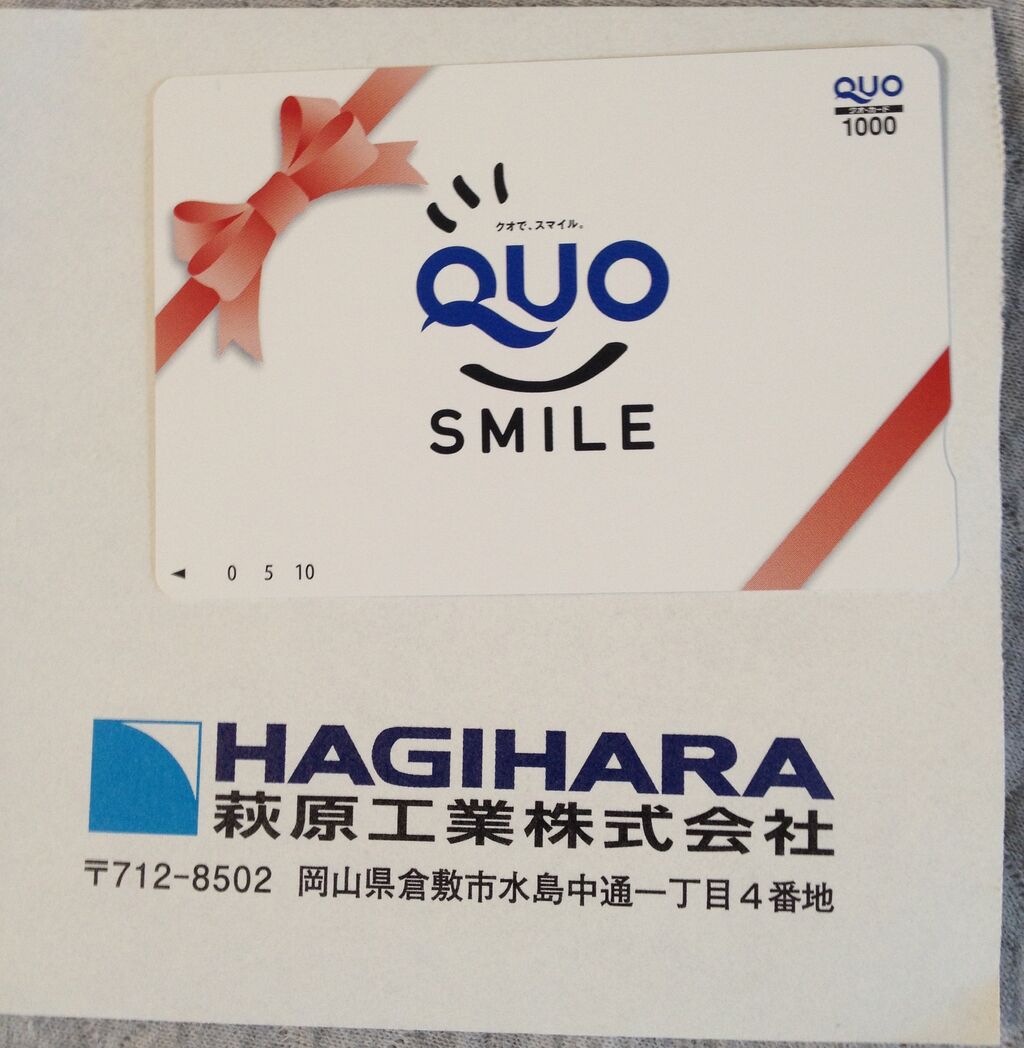 QUO
クオ・カード
1000
クオで、スマイル。
QUO
SMILE
◀ 0 5 10
HAGIHARA
萩原工業株式会社
〒712-8502 岡山県倉敷市水島中通一丁目４番地